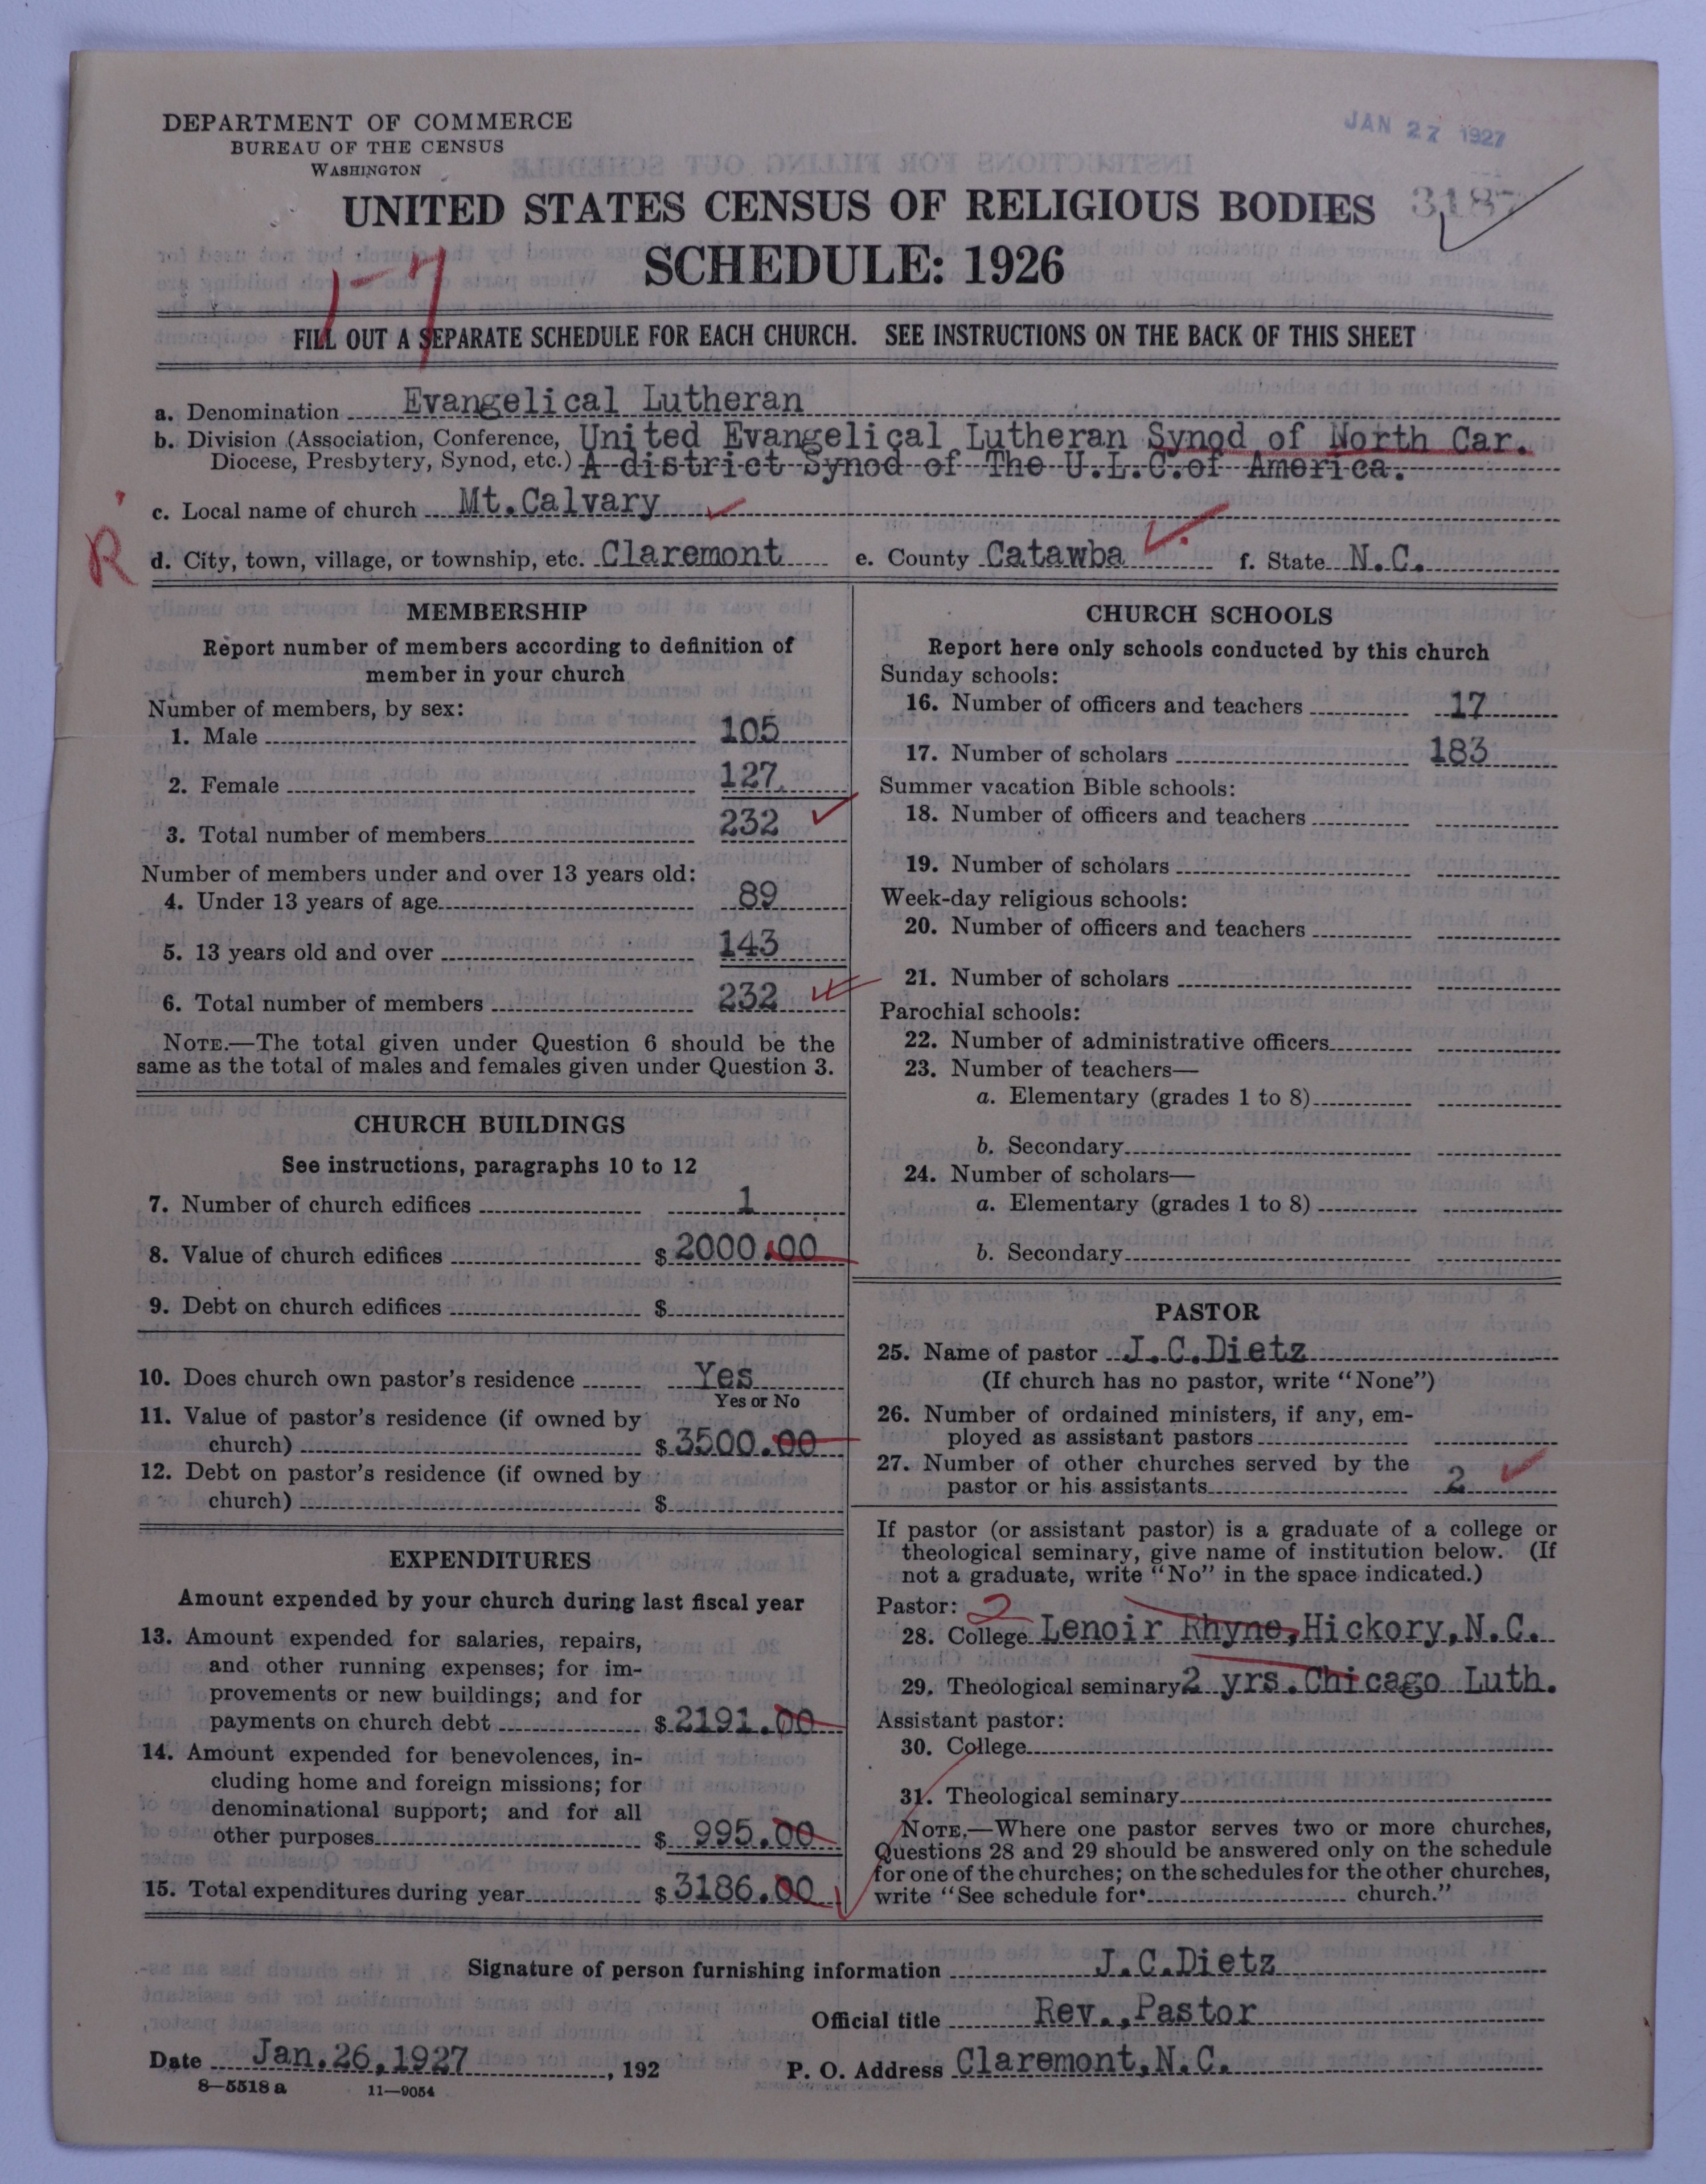 DEPARTMENT OF COMMERCE
BUREAU OF THE CENSUS
WASHINGTON
JAN 27 1927
UNITED STATES CENSUS OF RELIGIOUS BODIES
SCHEDULE: 1926
1-7
FILL OUT A SEPARATE SCHEDULE FOR EACH CHURCH. SEE INSTRUCTIONS ON THE BACK OF THIS SHEET
a. Denomination Evangelical Lutheran
b. Division (Association, Conference, United Evangelical Lutheran Synod of North Car.
Diocese, Presbytery, Synod, etc.) A district Synod of The U.L.C.of America.
c. Local name of church Mt.Calvary
R
d. City, town, village, or township, etc. Claremont e. County Catawba f. State N.C.
MEMBERSHIP
Report number of members according to definition of
member in your church
Number of members, by sex:
1. Male 105
2. Female 127
3. Total number of members 232
Number of members under and over 13 years old:
4. Under 13 years of age 89
5. 13 years old and over 143
6. Total number of members 232
NOTE.—The total given under Question 6 should be the
same as the total of males and females given under Question 3.
CHURCH BUILDINGS
See instructions, paragraphs 10 to 12
7. Number of church edifices 1
8. Value of church edifices $ 2000.00
9. Debt on church edifices $
10. Does church own pastor's residence Yes
Yes or No
11. Value of pastor's residence (if owned by
church) $ 3500.00
12. Debt on pastor's residence (if owned by
church) $
EXPENDITURES
Amount expended by your church during last fiscal year
13. Amount expended for salaries, repairs,
and other running expenses; for im-
provements or new buildings; and for
payments on church debt $ 2191.00
14. Amount expended for benevolences, in-
cluding home and foreign missions; for
denominational support; and for all
other purposes $ 995.00
15. Total expenditures during year $ 3186.00
CHURCH SCHOOLS
Report here only schools conducted by this church
Sunday schools:
16. Number of officers and teachers 17
17. Number of scholars 183
Summer vacation Bible schools:
18. Number of officers and teachers
19. Number of scholars
Week-day religious schools:
20. Number of officers and teachers
21. Number of scholars
Parochial schools:
22. Number of administrative officers
23. Number of teachers—
a. Elementary (grades 1 to 8)
b. Secondary
24. Number of scholars—
a. Elementary (grades 1 to 8)
b. Secondary
PASTOR
25. Name of pastor J.C.Dietz
(If church has no pastor, write "None")
26. Number of ordained ministers, if any, em-
ployed as assistant pastors
27. Number of other churches served by the
pastor or his assistants 2
If pastor (or assistant pastor) is a graduate of a college or
theological seminary, give name of institution below. (If
not a graduate, write "No" in the space indicated.)
Pastor: 2
28. College Lenoir Rhyne,Hickory,N.C.
29. Theological seminary 2 yrs.Chicago Luth.
Assistant pastor:
30. College
31. Theological seminary
NOTE.—Where one pastor serves two or more churches,
Questions 28 and 29 should be answered only on the schedule
for one of the churches; on the schedules for the other churches,
write "See schedule for church."
Signature of person furnishing information J.C.Dietz
Official title Rev.,Pastor
Date Jan.26,1927, 192 P. O. Address Claremont,N.C.
8—5518 a 11—9054